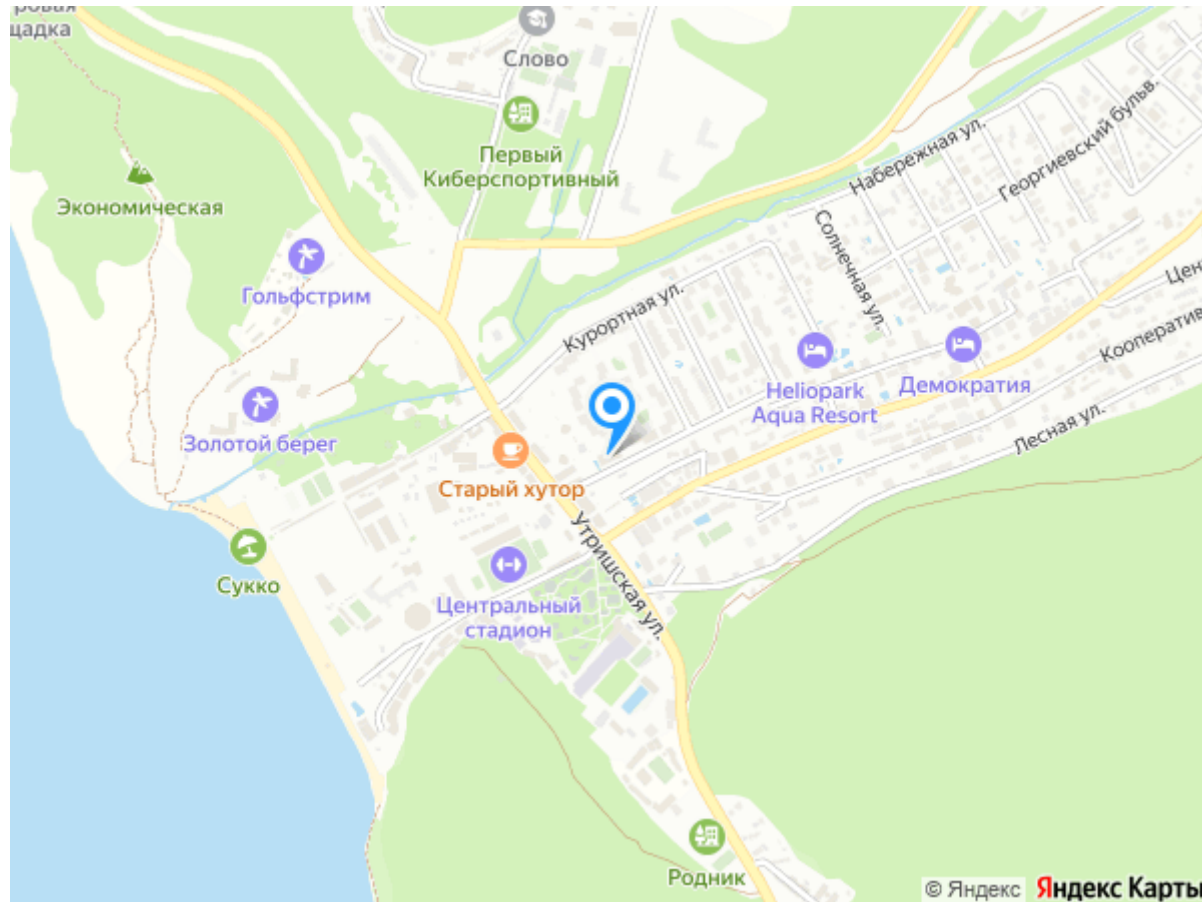 ровая
щадка
Слово
Первый
Киберспортивный
Экономическая
Гольфстрим
Набережная ул.
Георгиевский бульв.
Солнечная ул.
Курортная ул.
Цен
Кооператив
Heliopark
Aqua Resort
Демократия
Золотой берег
Лесная ул.
Старый хутор
Утришская ул.
Сукко
Центральный
стадион
Родник
© Яндекс Яндекс Карты